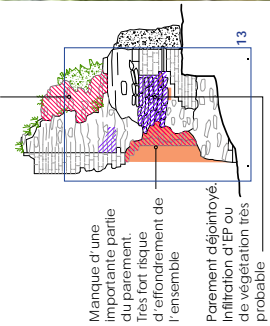 13
Manque d'une
importante partie
du parement.
Très fort risque
d'effondrement de
l'ensemble
Parement déjointoyé.
Infiltration d'EP ou
de végétation très
probable